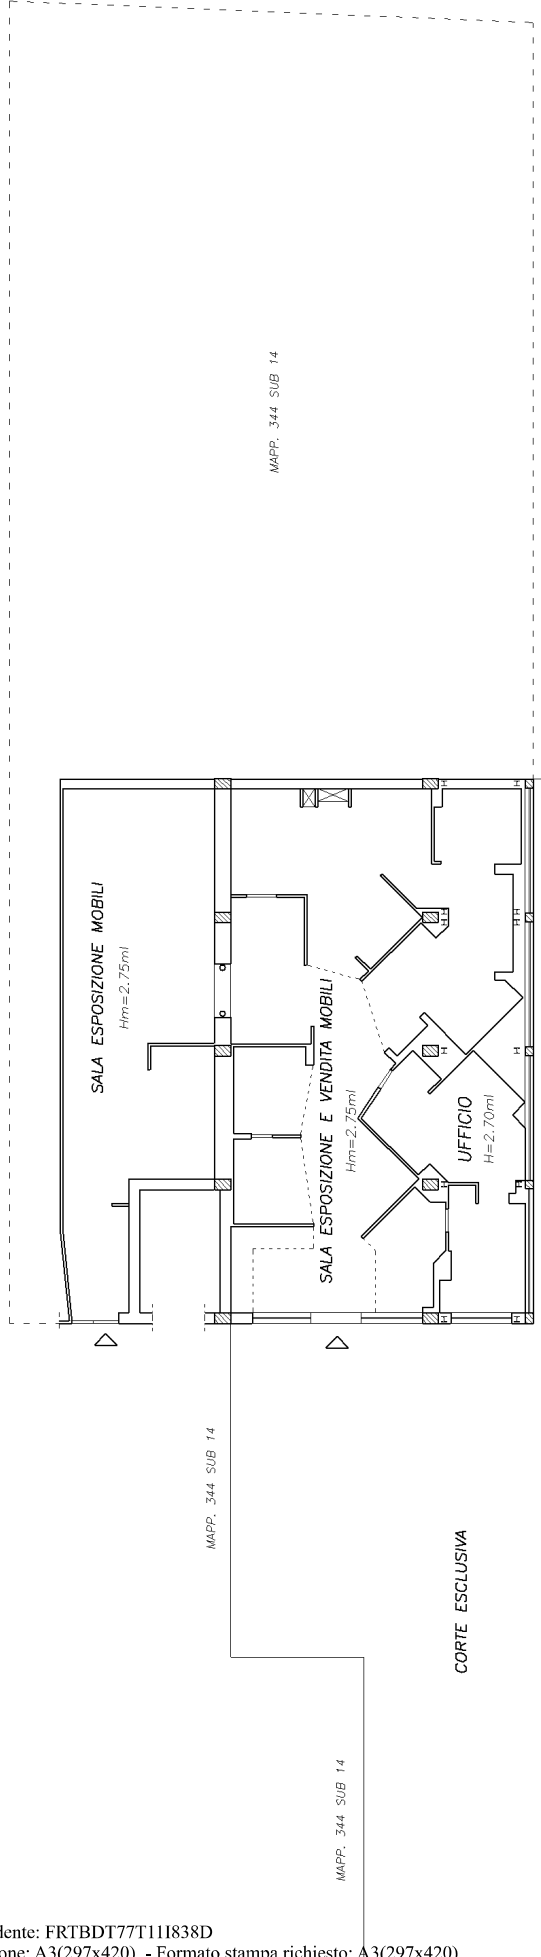 MAPP. 344 SUB 14
SALA ESPOSIZIONE MOBILI
Hm=2.75ml
SALA ESPOSIZIONE E VENDITA MOBILI
Hm=2.75ml
UFFICIO
H=2.70ml
MAPP. 344 SUB 14
CORTE ESCLUSIVA
MAPP. 344 SUB 14
dente: FRTBDT77T11I838D
one: A3(297x420) - Formato stampa richiesto: A3(297x420)